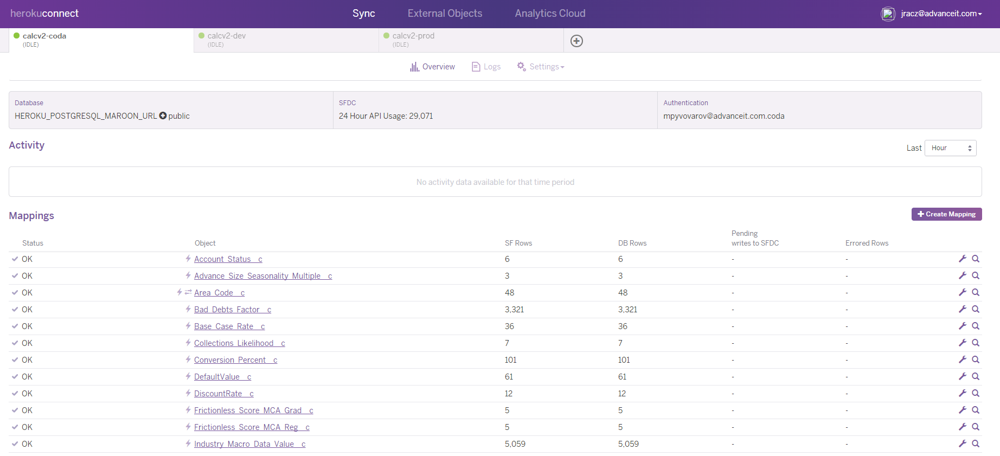 herokuconnect Sync External Objects Analytics Cloud jracz@advanceit.com
calcv2-coda calcv2-dev calcv2-prod
(IDLE) (IDLE) (IDLE)
Overview Logs Settings
Database SFDC Authentication
HEROKU_POSTGRESQL_MAROON_URL public 24 Hour API Usage: 29,071 mpyvovarov@advanceit.com.coda
Activity
Last Hour
No activity data available for that time period
Mappings
Create Mapping
Status Object SF Rows DB Rows Pending writes to SFDC Errored Rows
OK Account_Status__c 6 6 - -
OK Advance_Size_Seasonality_Multiple__c 3 3 - -
OK Area_Code__c 48 48 - -
OK Bad_Debts_Factor__c 3,321 3,321 - -
OK Base_Case_Rate__c 36 36 - -
OK Collections_Likelihood__c 7 7 - -
OK Conversion_Percent__c 101 101 - -
OK DefaultValue__c 61 61 - -
OK DiscountRate__c 12 12 - -
OK Frictionless_Score_MCA_Grad__c 5 5 - -
OK Frictionless_Score_MCA_Reg__c 5 5 - -
OK Industry_Macro_Data_Value__c 5,059 5,059 - -